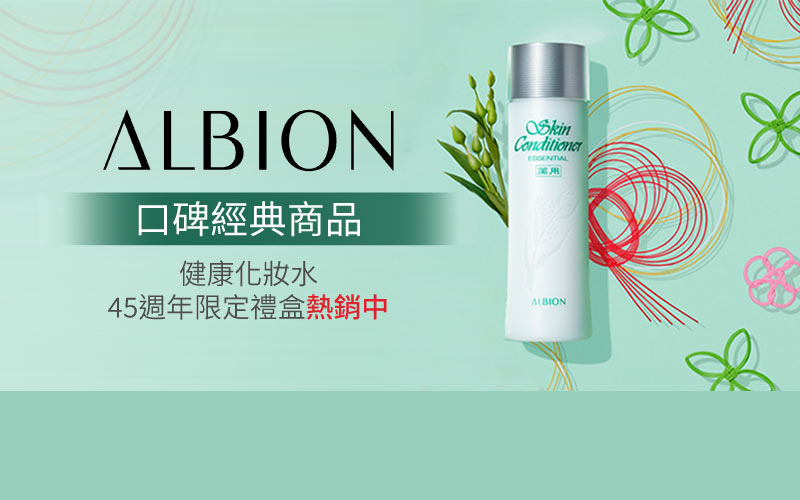 ALBION
口碑經典商品
健康化妝水
45週年限定禮盒熱銷中
Skin
Conditioner
ESSENTIAL
薬用
ALBION